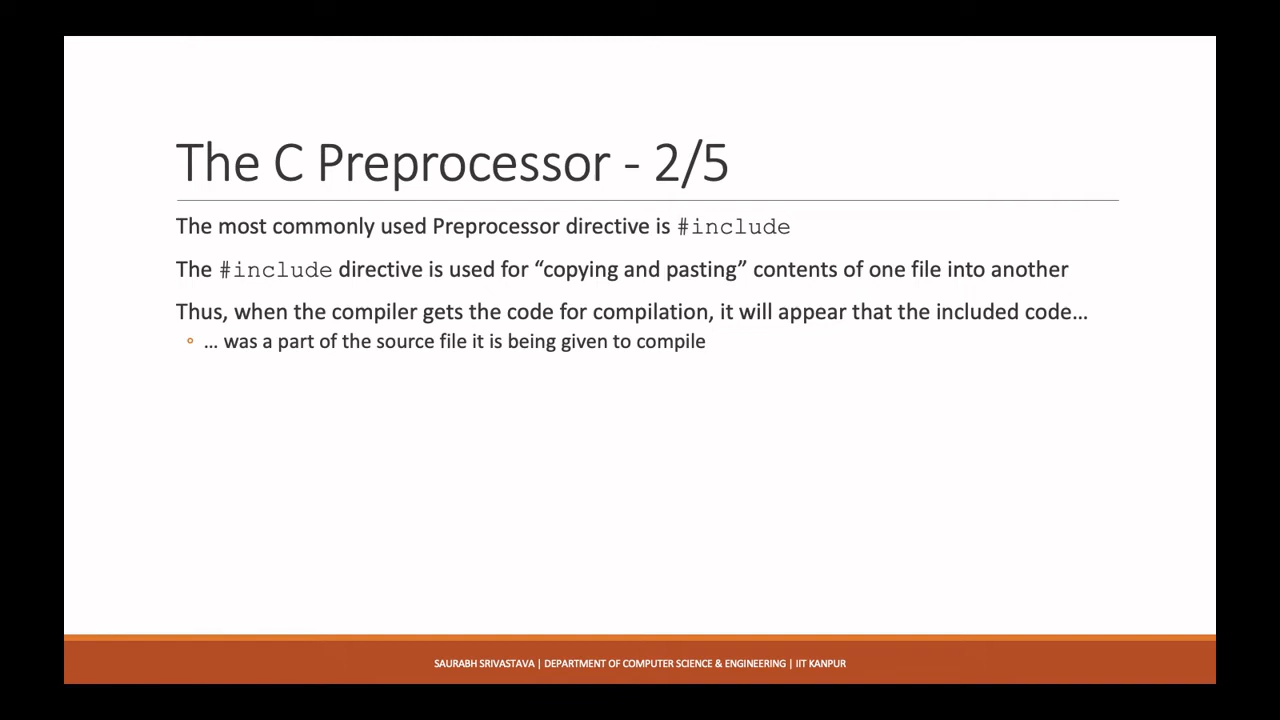 The C Preprocessor - 2/5
The most commonly used Preprocessor directive is #include
The #include directive is used for “copying and pasting” contents of one file into another
Thus, when the compiler gets the code for compilation, it will appear that the included code…
… was a part of the source file it is being given to compile
SAURABH SRIVASTAVA | DEPARTMENT OF COMPUTER SCIENCE & ENGINEERING | IIT KANPUR